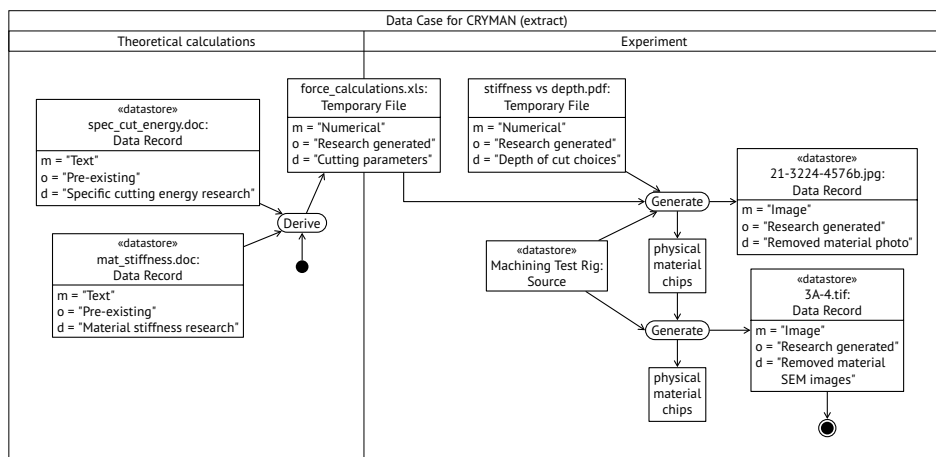 Data Case for CRYMAN (extract)
Theoretical calculations
Experiment
«datastore»
spec_cut_energy.doc:
Data Record
m = "Text"
o = "Pre-existing"
d = "Specific cutting energy research"
«datastore»
mat_stiffness.doc:
Data Record
m = "Text"
o = "Pre-existing"
d = "Material stiffness research"
Derive
force_calculations.xls:
Temporary File
m = "Numerical"
o = "Research generated"
d = "Cutting parameters"
stiffness vs depth.pdf:
Temporary File
m = "Numerical"
o = "Research generated"
d = "Depth of cut choices"
Generate
«datastore»
21-3224-4576b.jpg:
Data Record
m = "Image"
o = "Research generated"
d = "Removed material photo"
«datastore»
Machining Test Rig:
Source
physical
material
chips
Generate
«datastore»
3A-4.tif:
Data Record
m = "Image"
o = "Research generated"
d = "Removed material
SEM images"
physical
material
chips